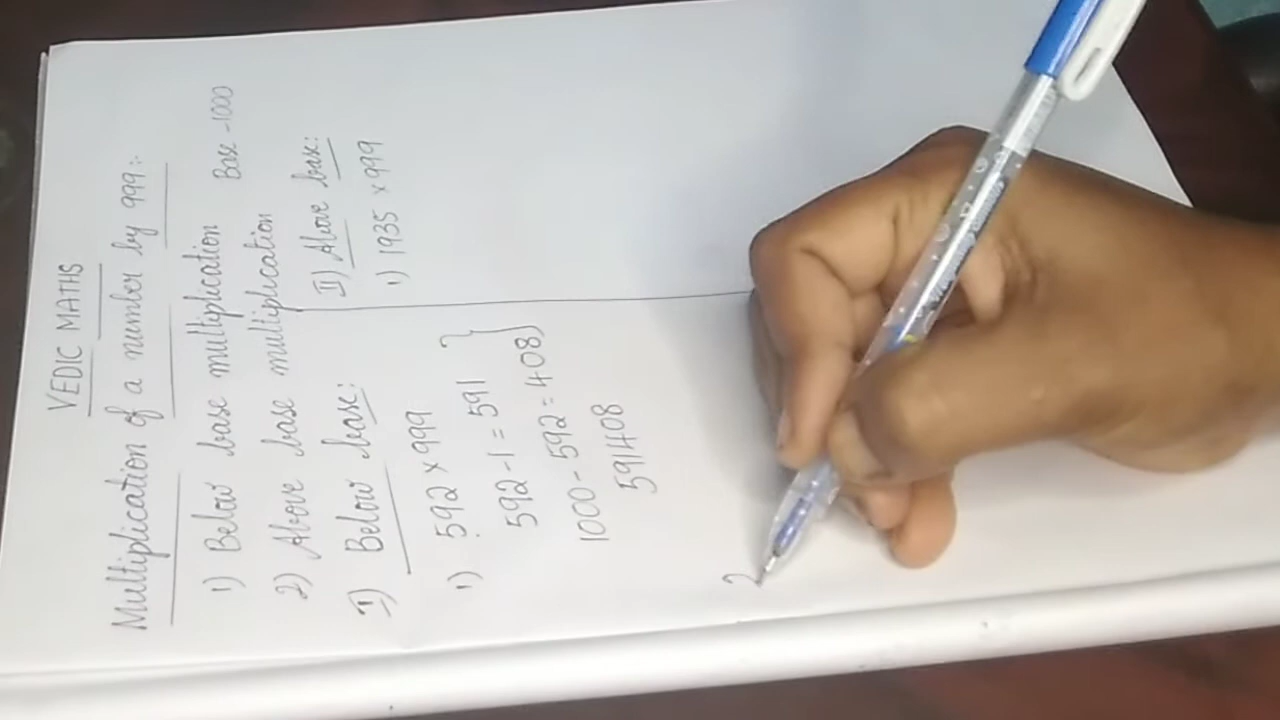 VEDIC MATHS
Multiplication of a number by 999:-
1) Below base multiplication Base - 1000
2) Above base multiplication
I) Below base:
1) 592 × 999
592 - 1 = 591 }
1000 - 592 = 408
591408
2
II) Above base:
1) 1935 × 999